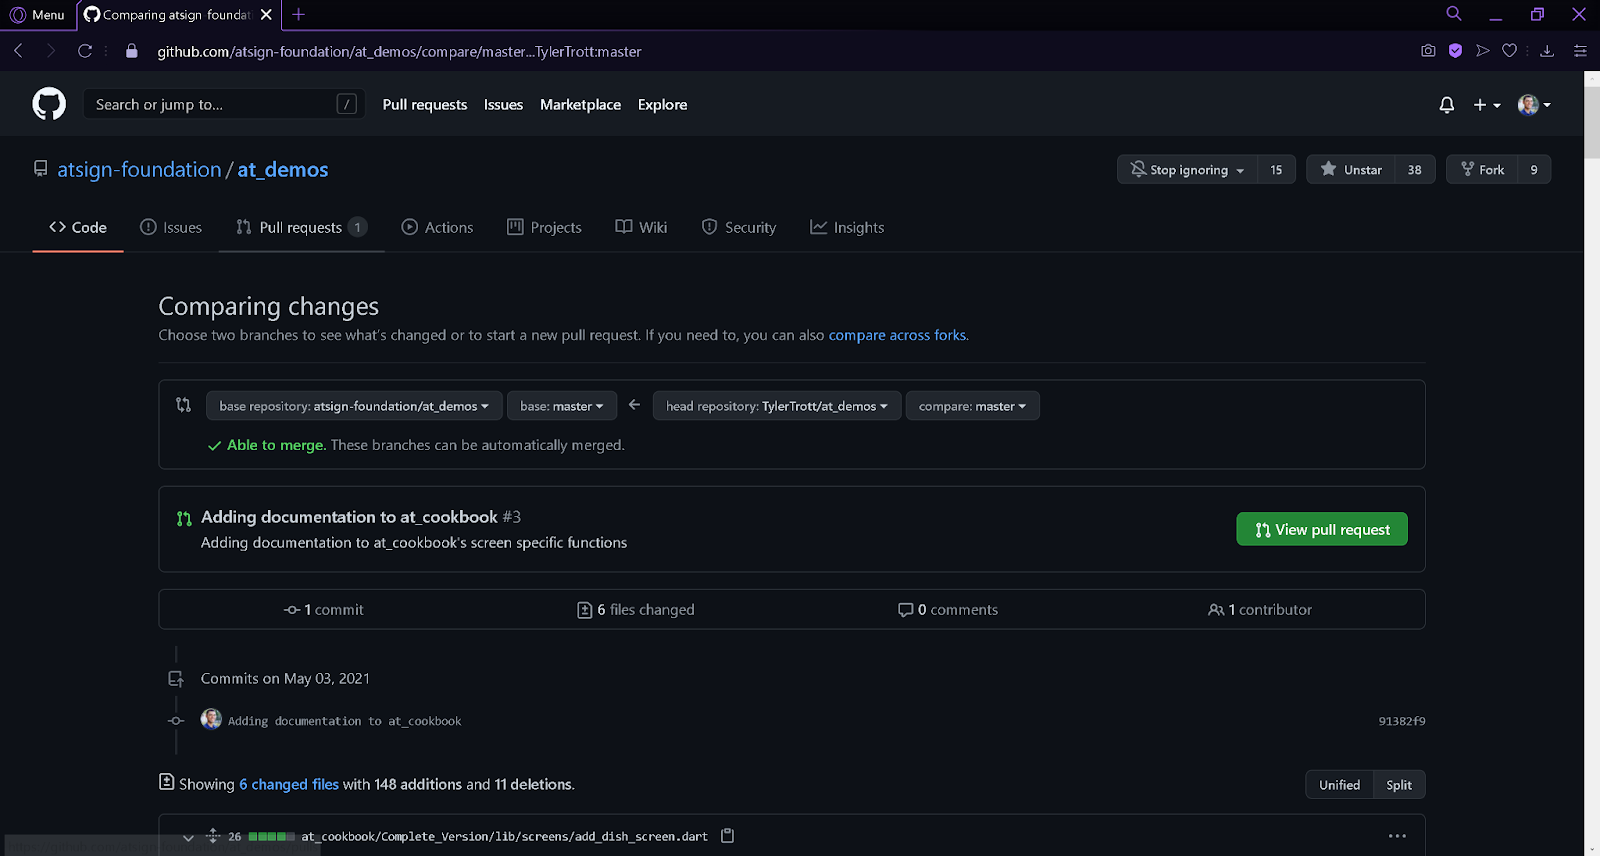 Menu
Comparing atsign-foundati
github.com/atsign-foundation/at_demos/compare/master...TylerTrott:master
Search or jump to... /
Pull requests Issues Marketplace Explore
atsign-foundation / at_demos
Stop ignoring 15 Unstar 38 Fork 9
Code Issues Pull requests 1 Actions Projects Wiki Security Insights
Comparing changes
Choose two branches to see what's changed or to start a new pull request. If you need to, you can also compare across forks.
base repository: atsign-foundation/at_demos base: master head repository: TylerTrott/at_demos compare: master
Able to merge. These branches can be automatically merged.
Adding documentation to at_cookbook #3
Adding documentation to at_cookbook's screen specific functions
View pull request
1 commit 6 files changed 0 comments 1 contributor
Commits on May 03, 2021
Adding documentation to at_cookbook 91382f9
Showing 6 changed files with 148 additions and 11 deletions.
Unified Split
26 at_cookbook/Complete_Version/lib/screens/add_dish_screen.dart